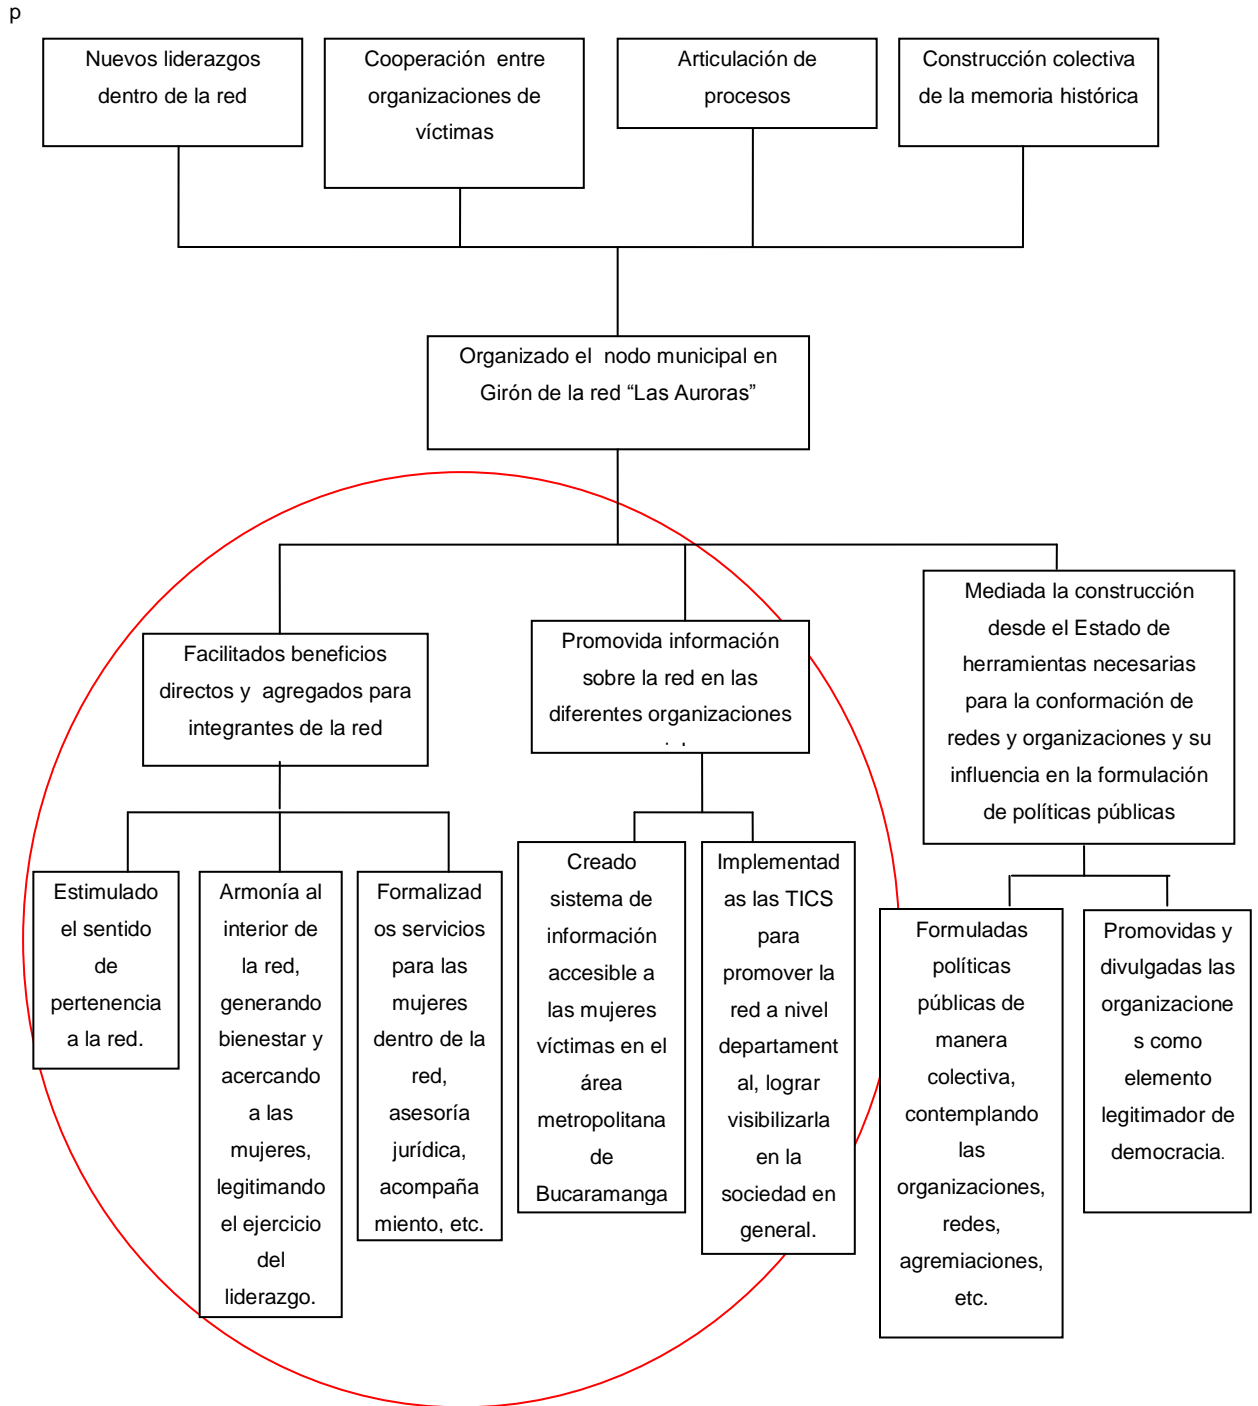 p
Nuevos liderazgos
dentro de la red
Cooperación entre
organizaciones de
víctimas
Articulación de
procesos
Construcción colectiva
de la memoria histórica
Organizado el nodo municipal en
Girón de la red “Las Auroras”
Facilitados beneficios
directos y agregados para
integrantes de la red
Promovida información
sobre la red en las
diferentes organizaciones
Mediada la construcción
desde el Estado de
herramientas necesarias
para la conformación de
redes y organizaciones y su
influencia en la formulación
de políticas públicas
Estimulado
el sentido
de
pertenencia
a la red.
Armonía al
interior de
la red,
generando
bienestar y
acercando
a las
mujeres,
legitimando
el ejercicio
del
liderazgo.
Formalizad
os servicios
para las
mujeres
dentro de la
red,
asesoría
jurídica,
acompaña
miento, etc.
Creado
sistema de
información
accesible a
las mujeres
víctimas en el
área
metropolitana
de
Bucaramanga
Implementad
as las TICS
para
promover la
red a nivel
departament
al, lograr
visibilizarla
en la
sociedad en
general.
Formuladas
políticas
públicas de
manera
colectiva,
contemplando
las
organizaciones,
redes,
agremiaciones,
etc.
Promovidas y
divulgadas las
organizacione
s como
elemento
legitimador de
democracia.